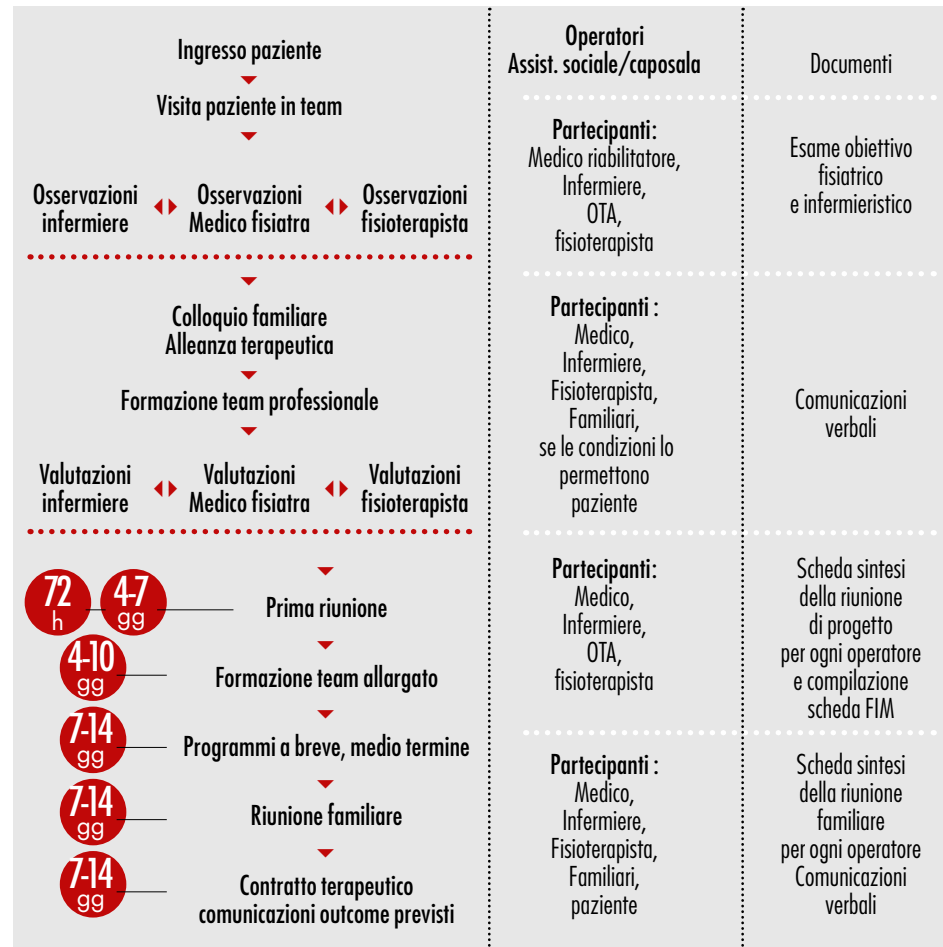 Ingresso paziente
Visita paziente in team
Osservazioni
infermiere
Osservazioni
Medico fisiatra
Osservazioni
fisioterapista
Colloquio familiare
Alleanza terapeutica
Formazione team professionale
Valutazioni
infermiere
Valutazioni
Medico fisiatra
Valutazioni
fisioterapista
72
h
4-7
gg
Prima riunione
4-10
gg
Formazione team allargato
7-14
gg
Programmi a breve, medio termine
7-14
gg
Riunione familiare
7-14
gg
Contratto terapeutico
comunicazioni outcome previsti
Operatori
Assist. sociale/caposala
Partecipanti:
Medico riabilitatore,
Infermiere,
OTA,
fisioterapista
Partecipanti :
Medico,
Infermiere,
Fisioterapista,
Familiari,
se le condizioni lo
permettono
paziente
Partecipanti:
Medico,
Infermiere,
OTA,
fisioterapista
Partecipanti :
Medico,
Infermiere,
Fisioterapista,
Familiari,
paziente
Documenti
Esame obiettivo
fisiatrico
e infermieristico
Comunicazioni
verbali
Scheda sintesi
della riunione
di progetto
per ogni operatore
e compilazione
scheda FIM
Scheda sintesi
della riunione
familiare
per ogni operatore
Comunicazioni
verbali